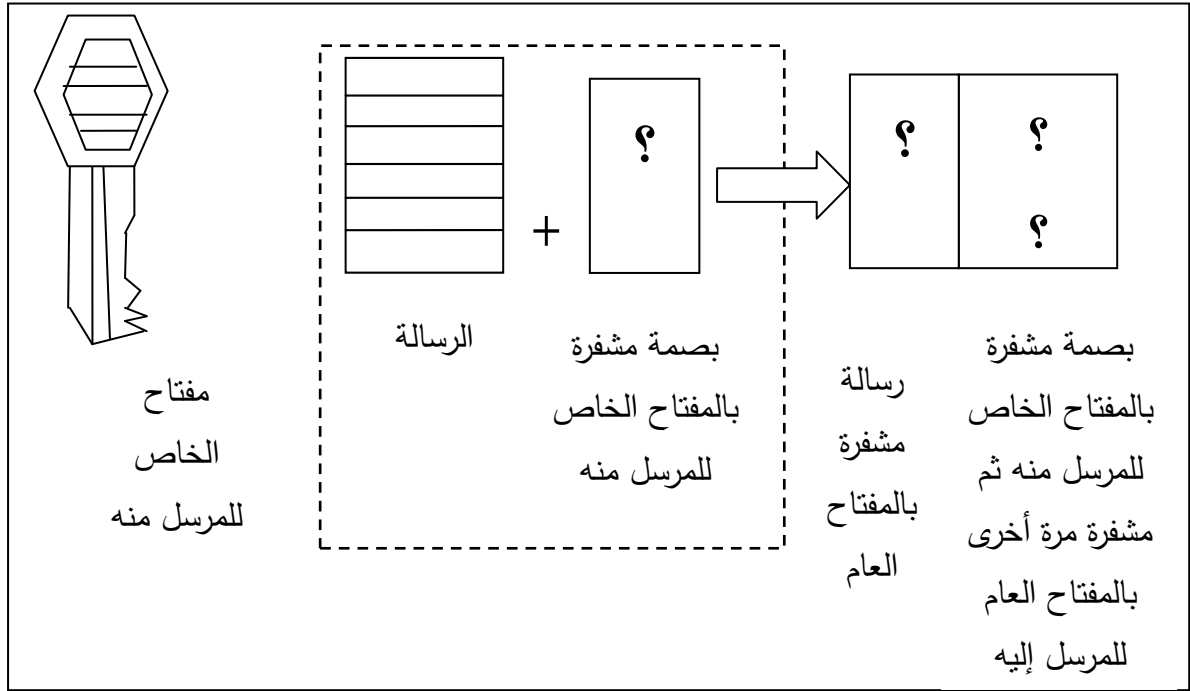 ؟
؟
؟
؟
+
بصمة مشفرة
بالمفتاح الخاص
للمرسل منه ثم
مشفرة مرة أخرى
بالمفتاح العام
للمرسل إليه
رسالة
مشفرة
بالمفتاح
العام
بصمة مشفرة
بالمفتاح الخاص
للمرسل منه
الرسالة
مفتاح
الخاص
للمرسل منه